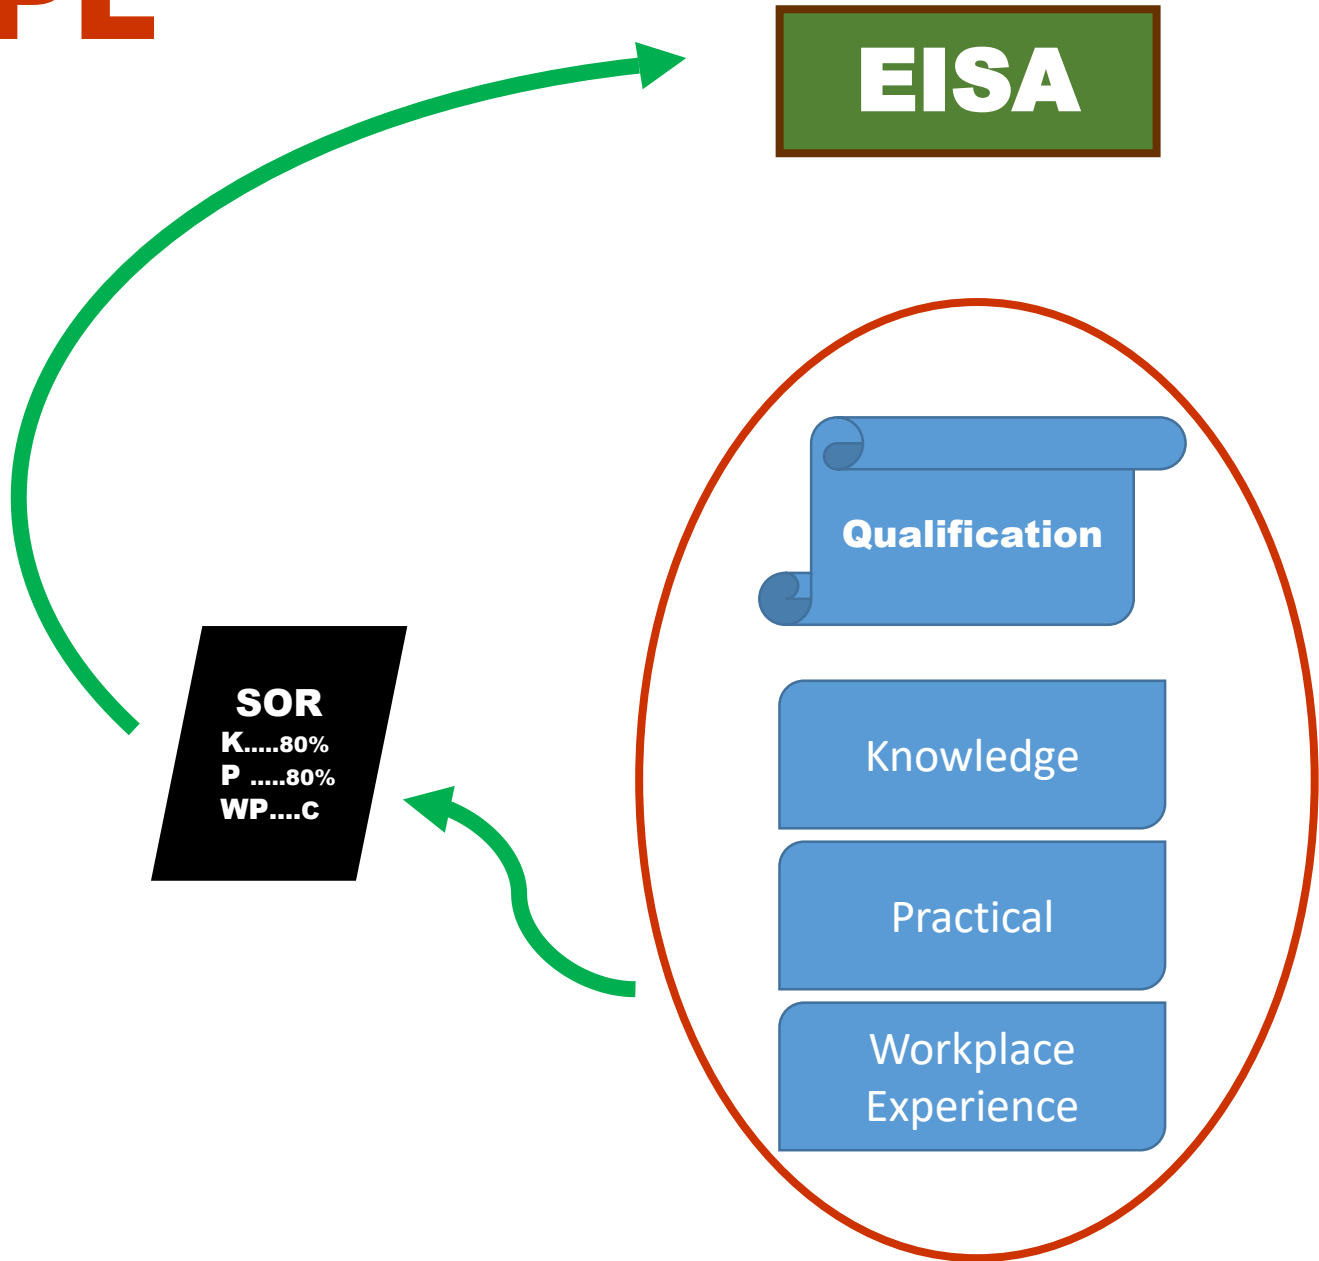 EISA
Qualification
SOR
K.....80%
P .....80%
WP....C
Knowledge
Practical
Workplace
Experience